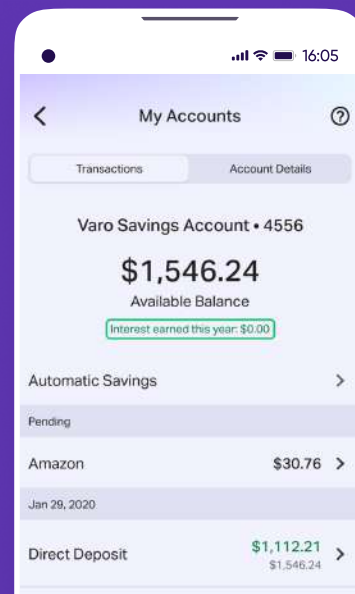 16:05
My Accounts
Transactions Account Details
Varo Savings Account • 4556
$1,546.24
Available Balance
Interest earned this year: $0.00
Automatic Savings
Pending
Amazon $30.76
Jan 29, 2020
Direct Deposit $1,112.21
$1,546.24